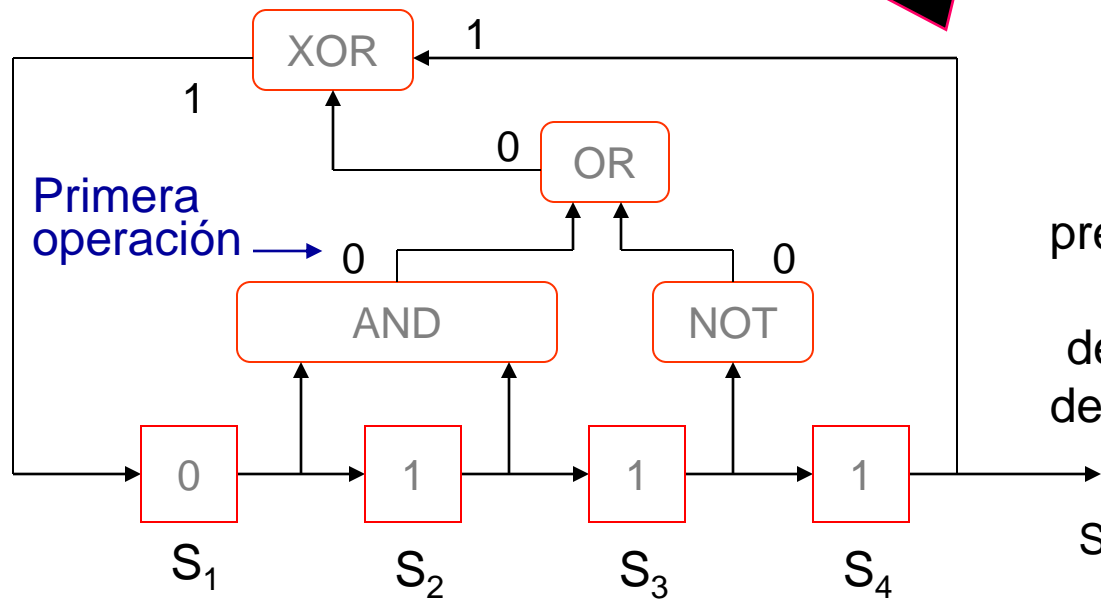 XOR
1
1
0
OR
Primera
operación
0
0
AND
NOT
0
1
1
1
S₁
S₂
S₃
S₄